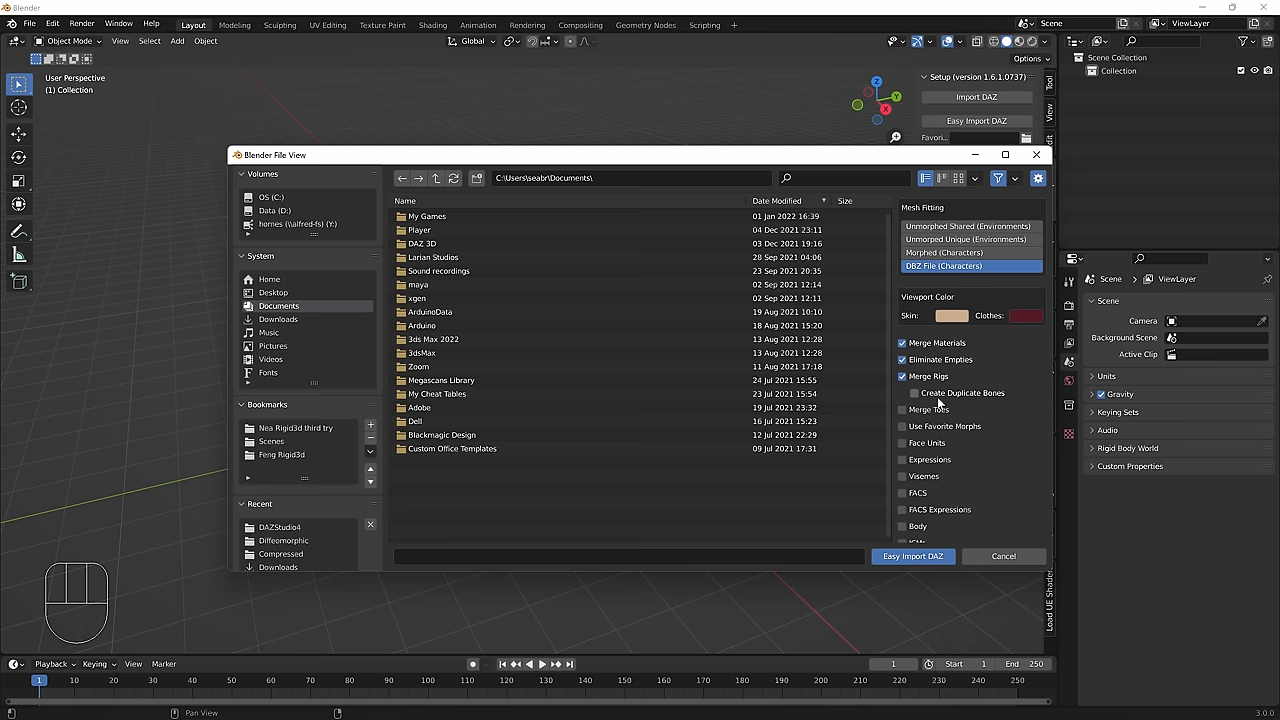 Blender
File Edit Render Window Help Layout Modeling Sculpting UV Editing Texture Paint Shading Animation Rendering Compositing Geometry Nodes Scripting + Scene ViewLayer
Object Mode View Select Add Object Global
Options
User Perspective
(1) Collection
Z
Y
X
Setup (version 1.6.1.0737)
Import DAZ
Easy Import DAZ
Favori...
Tool
View
Scene Collection
Collection
Blender File View
Volumes
OS (C:)
Data (D:)
homes (\\alfred-fs) (Y:)
System
Home
Desktop
Documents
Downloads
Music
Pictures
Videos
Fonts
Bookmarks
Nea Rigid3d third try
Scenes
Feng Rigid3d
Recent
DAZStudio4
Diffeomorphic
Compressed
Downloads
C:\Users\seabr\Documents\
Name Date Modified Size
My Games 01 Jan 2022 16:39
Player 04 Dec 2021 23:11
DAZ 3D 03 Dec 2021 19:16
Larian Studios 28 Sep 2021 04:06
Sound recordings 23 Sep 2021 20:35
maya 02 Sep 2021 12:14
xgen 02 Sep 2021 12:11
ArduinoData 19 Aug 2021 10:10
Arduino 18 Aug 2021 15:20
3ds Max 2022 13 Aug 2021 12:28
3dsMax 13 Aug 2021 12:28
Zoom 11 Aug 2021 17:18
Megascans Library 24 Jul 2021 15:55
My Cheat Tables 23 Jul 2021 15:54
Adobe 19 Jul 2021 23:32
Dell 16 Jul 2021 15:23
Blackmagic Design 12 Jul 2021 22:29
Custom Office Templates 09 Jul 2021 17:31
Mesh Fitting
Unmorphed Shared (Environments)
Unmorped Unique (Environments)
Morphed (Characters)
DBZ File (Characters)
Viewport Color
Skin: Clothes:
Merge Materials
Eliminate Empties
Merge Rigs
Create Duplicate Bones
Merge Toes
Use Favorite Morphs
Face Units
Expressions
Visemes
FACS
FACS Expressions
Body
Easy Import DAZ Cancel
Load UE Shader
Scene ViewLayer
Scene
Camera
Background Scene
Active Clip
Units
Gravity
Keying Sets
Audio
Rigid Body World
Custom Properties
Playback Keying View Marker 1 Start 1 End 250
1 10 20 30 40 50 60 70 80 90 100 110 120 130 140 150 160 170 180 190 200 210 220 230 240 250
Pan View 3.0.0